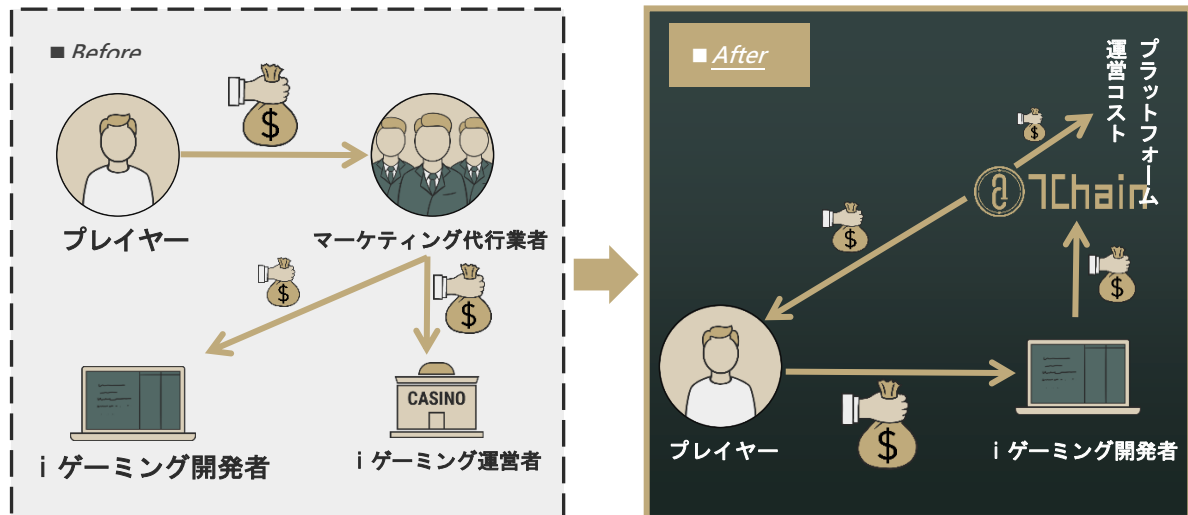 ■ Before
プレイヤー
マーケティング代行業者
$
$
$
CASINO
iゲーミング開発者
iゲーミング運営者
■ After
プラットフォーム
運営コスト
$
7Chain
$
$
プレイヤー
$
iゲーミング開発者